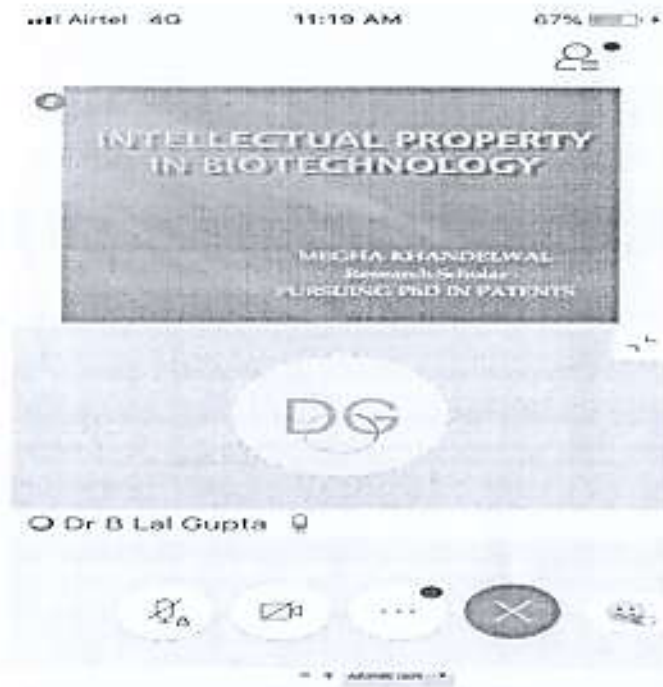 Airtel 4G 11:19 AM 67%
INTELLECTUAL PROPERTY
IN BIOTECHNOLOGY
MEGHA KHANDELWAL
Research Scholar
PURSUING PhD IN PATENTS
DG
Dr B Lal Gupta